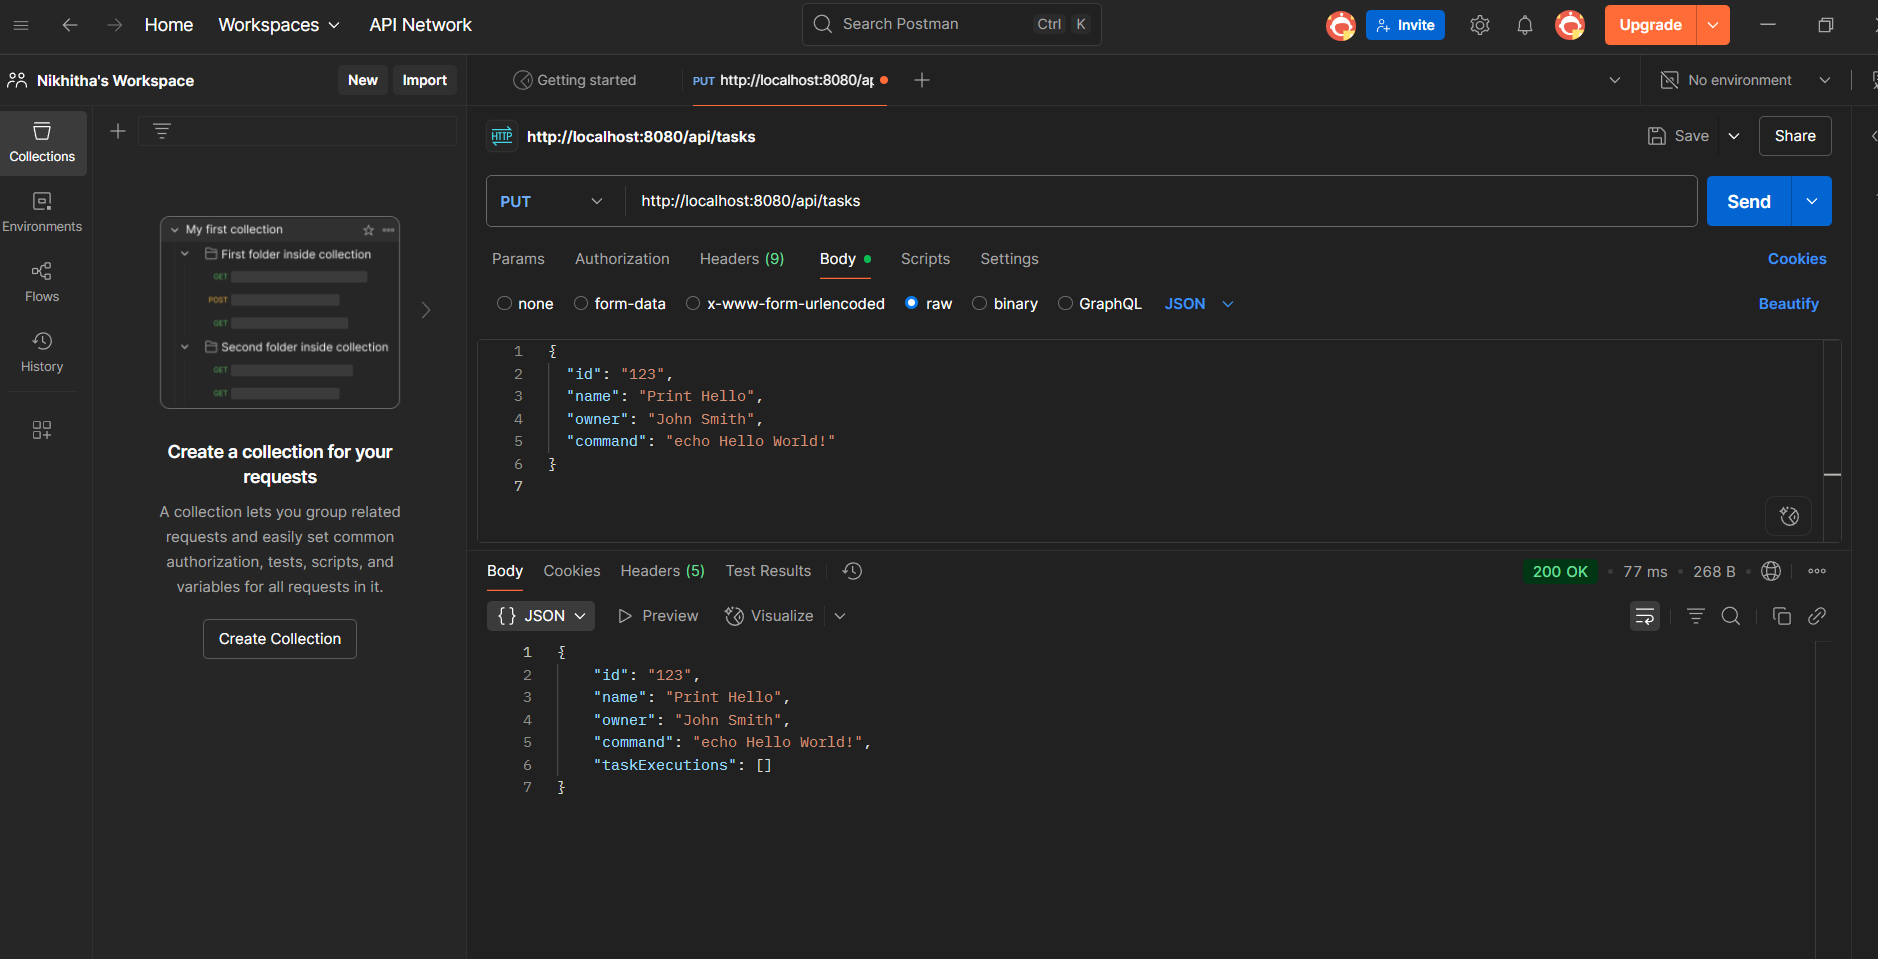 Home Workspaces API Network Search Postman Ctrl K Invite Upgrade
Nikhitha's Workspace New Import Getting started PUT http://localhost:8080/ap No environment
Collections
Environments
Flows
History
My first collection
First folder inside collection
GET
POST
GET
Second folder inside collection
GET
GET
Create a collection for your
requests
A collection lets you group related
requests and easily set common
authorization, tests, scripts, and
variables for all requests in it.
Create Collection
HTTP http://localhost:8080/api/tasks Save Share
PUT http://localhost:8080/api/tasks Send
Params Authorization Headers (9) Body Scripts Settings Cookies
none form-data x-www-form-urlencoded raw binary GraphQL JSON Beautify
1 {
2 "id": "123",
3 "name": "Print Hello",
4 "owner": "John Smith",
5 "command": "echo Hello World!"
6 }
7
Body Cookies Headers (5) Test Results 200 OK 77 ms 268 B
{} JSON Preview Visualize
1 {
2 "id": "123",
3 "name": "Print Hello",
4 "owner": "John Smith",
5 "command": "echo Hello World!",
6 "taskExecutions": []
7 }